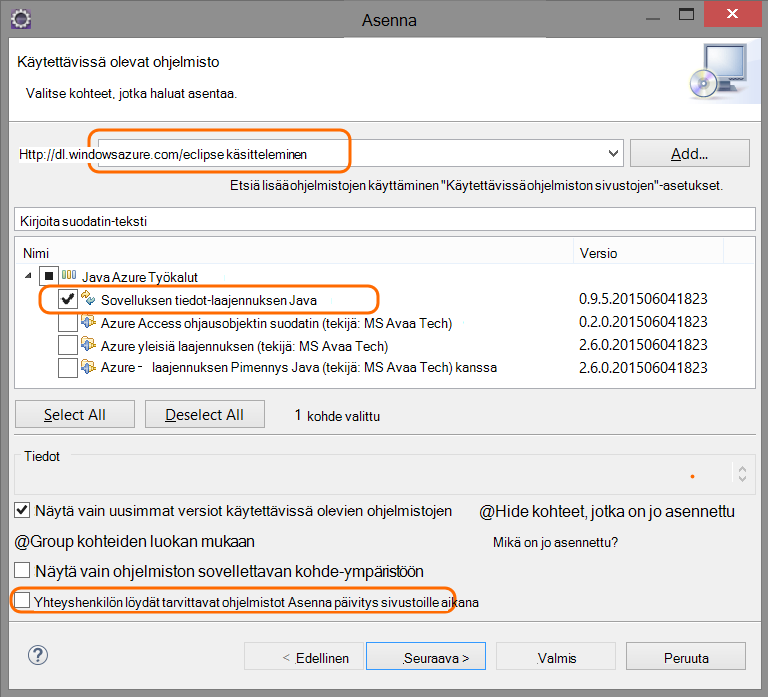 Asenna
Käytettävissä olevat ohjelmisto
Valitse kohteet, jotka haluat asentaa.
Http://dl.windowsazure.com/eclipse käsitteleminen
Add...
Etsiä lisää ohjelmistojen käyttäminen "Käytettävissä ohjelmiston sivustojen"-asetukset.
Kirjoita suodatin-teksti
Nimi Versio
Java Azure Työkalut
Sovelluksen tiedot-laajennuksen Java 0.9.5.201506041823
Azure Access ohjausobjektin suodatin (tekijä: MS Avaa Tech) 0.2.0.201506041823
Azure yleisiä laajennuksen (tekijä: MS Avaa Tech) 2.6.0.201506041823
Azure - laajennuksen Pimennys Java (tekijä: MS Avaa Tech) kanssa 2.6.0.201506041823
Select All Deselect All 1 kohde valittu
Tiedot
Näytä vain uusimmat versiot käytettävissä olevien ohjelmistojen @Hide kohteet, jotka on jo asennettu
@Group kohteiden luokan mukaan Mikä on jo asennettu?
Näytä vain ohjelmiston sovellettavan kohde-ympäristöön
Yhteyshenkilön löydät tarvittavat ohjelmistot Asenna päivitys sivustoille aikana
? < Edellinen Seuraava > Valmis Peruuta